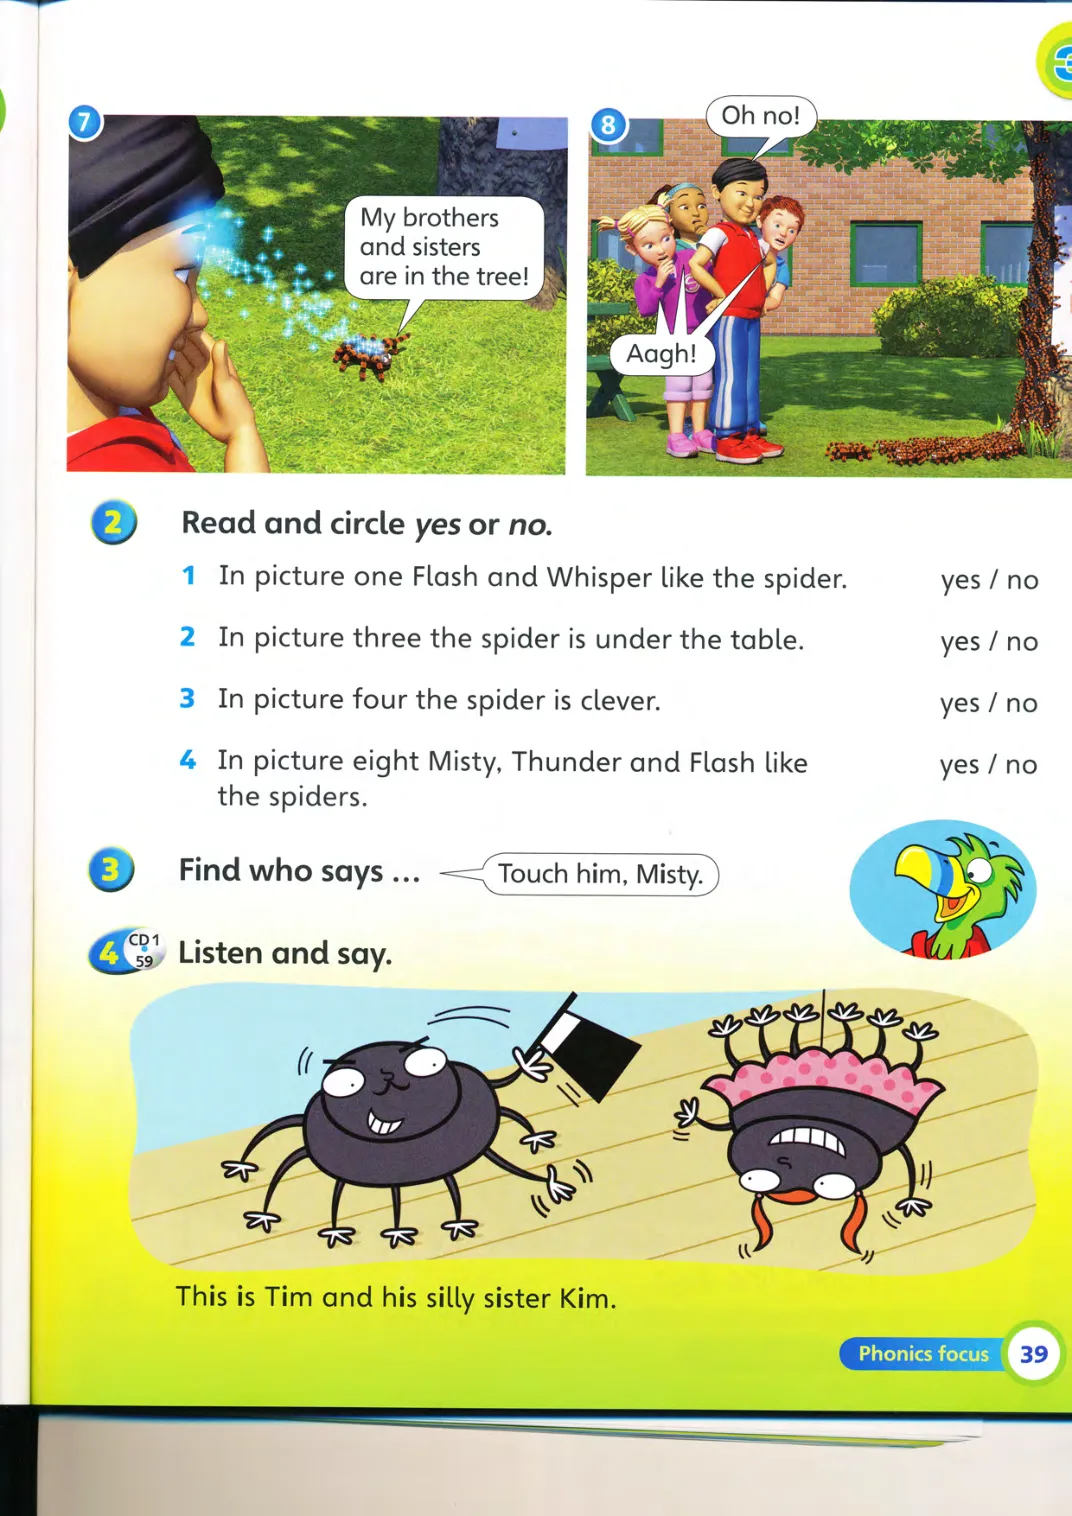 3
7
My brothers
and sisters
are in the tree!
8
Oh no!
Aagh!
2 Read and circle yes or no.
1 In picture one Flash and Whisper like the spider. yes / no
2 In picture three the spider is under the table. yes / no
3 In picture four the spider is clever. yes / no
4 In picture eight Misty, Thunder and Flash like yes / no
the spiders.
3 Find who says ... Touch him, Misty.
4 CD1 59 Listen and say.
This is Tim and his silly sister Kim.
Phonics focus 39